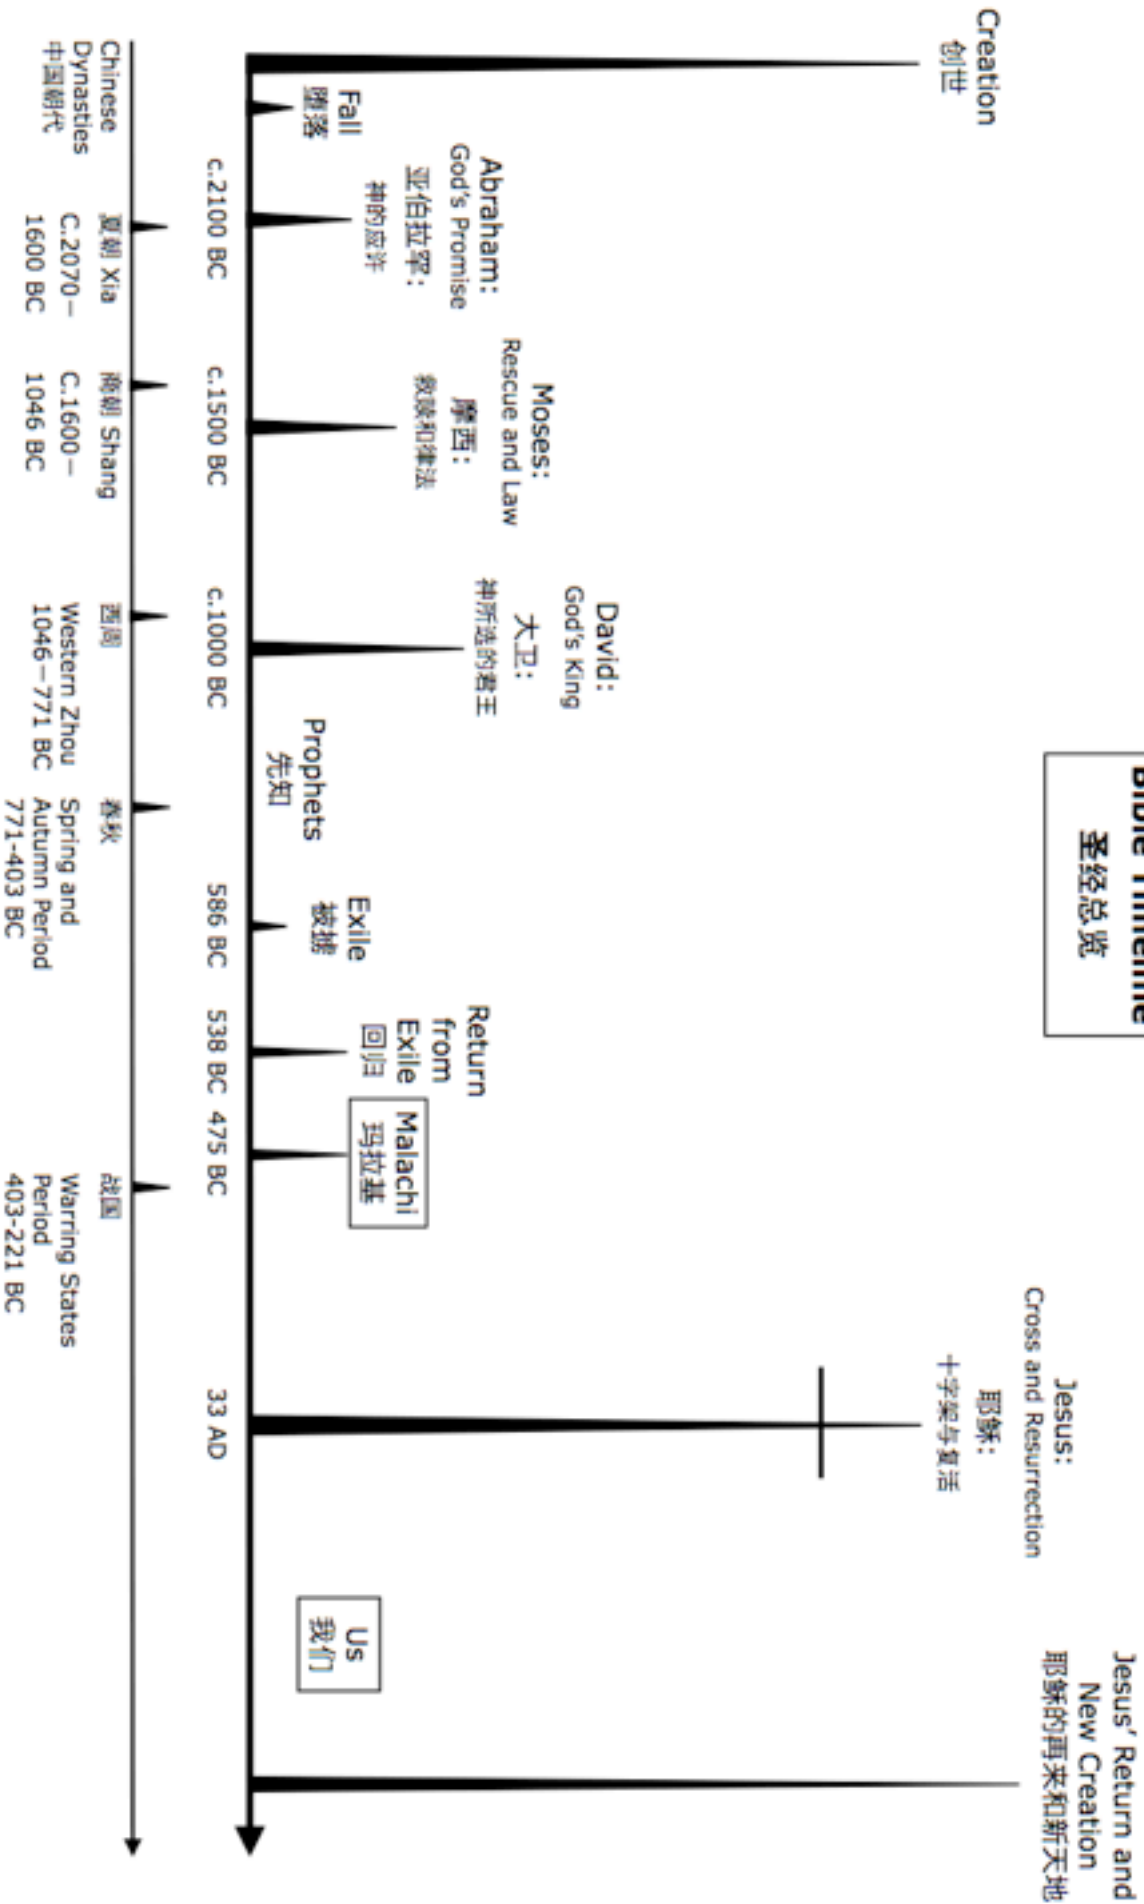 Bible Timeline
圣经总览
Creation
创世
Fall
堕落
Abraham:
God's Promise
亚伯拉罕:
神的应许
Moses:
Rescue and Law
摩西:
救赎和律法
David:
God's King
大卫:
神所选的君王
Prophets
先知
Exile
被掳
Return
from
Exile
回归
Malachi
玛拉基
Jesus:
Cross and Resurrection
耶稣:
十字架与复活
Us
我们
Jesus' Return and
New Creation
耶稣的再来和新天地
c.2100 BC
c.1500 BC
c.1000 BC
586 BC
538 BC
475 BC
33 AD
Chinese
Dynasties
中国朝代
夏朝 Xia
C.2070–
1600 BC
商朝 Shang
C.1600–
1046 BC
西周
Western Zhou
1046–771 BC
春秋
Spring and
Autumn Period
771-403 BC
战国
Warring States
Period
403-221 BC